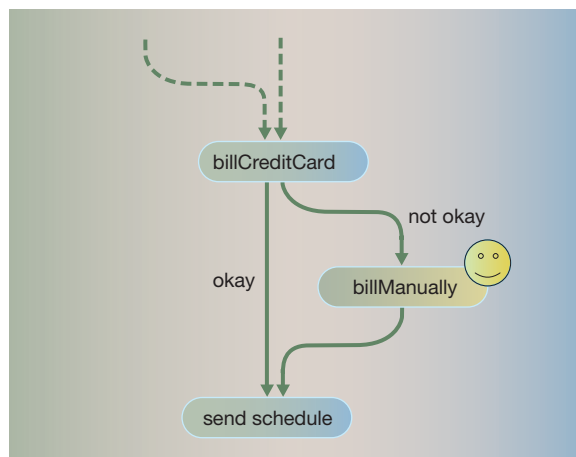 billCreditCard
not okay
okay
billManually
send schedule